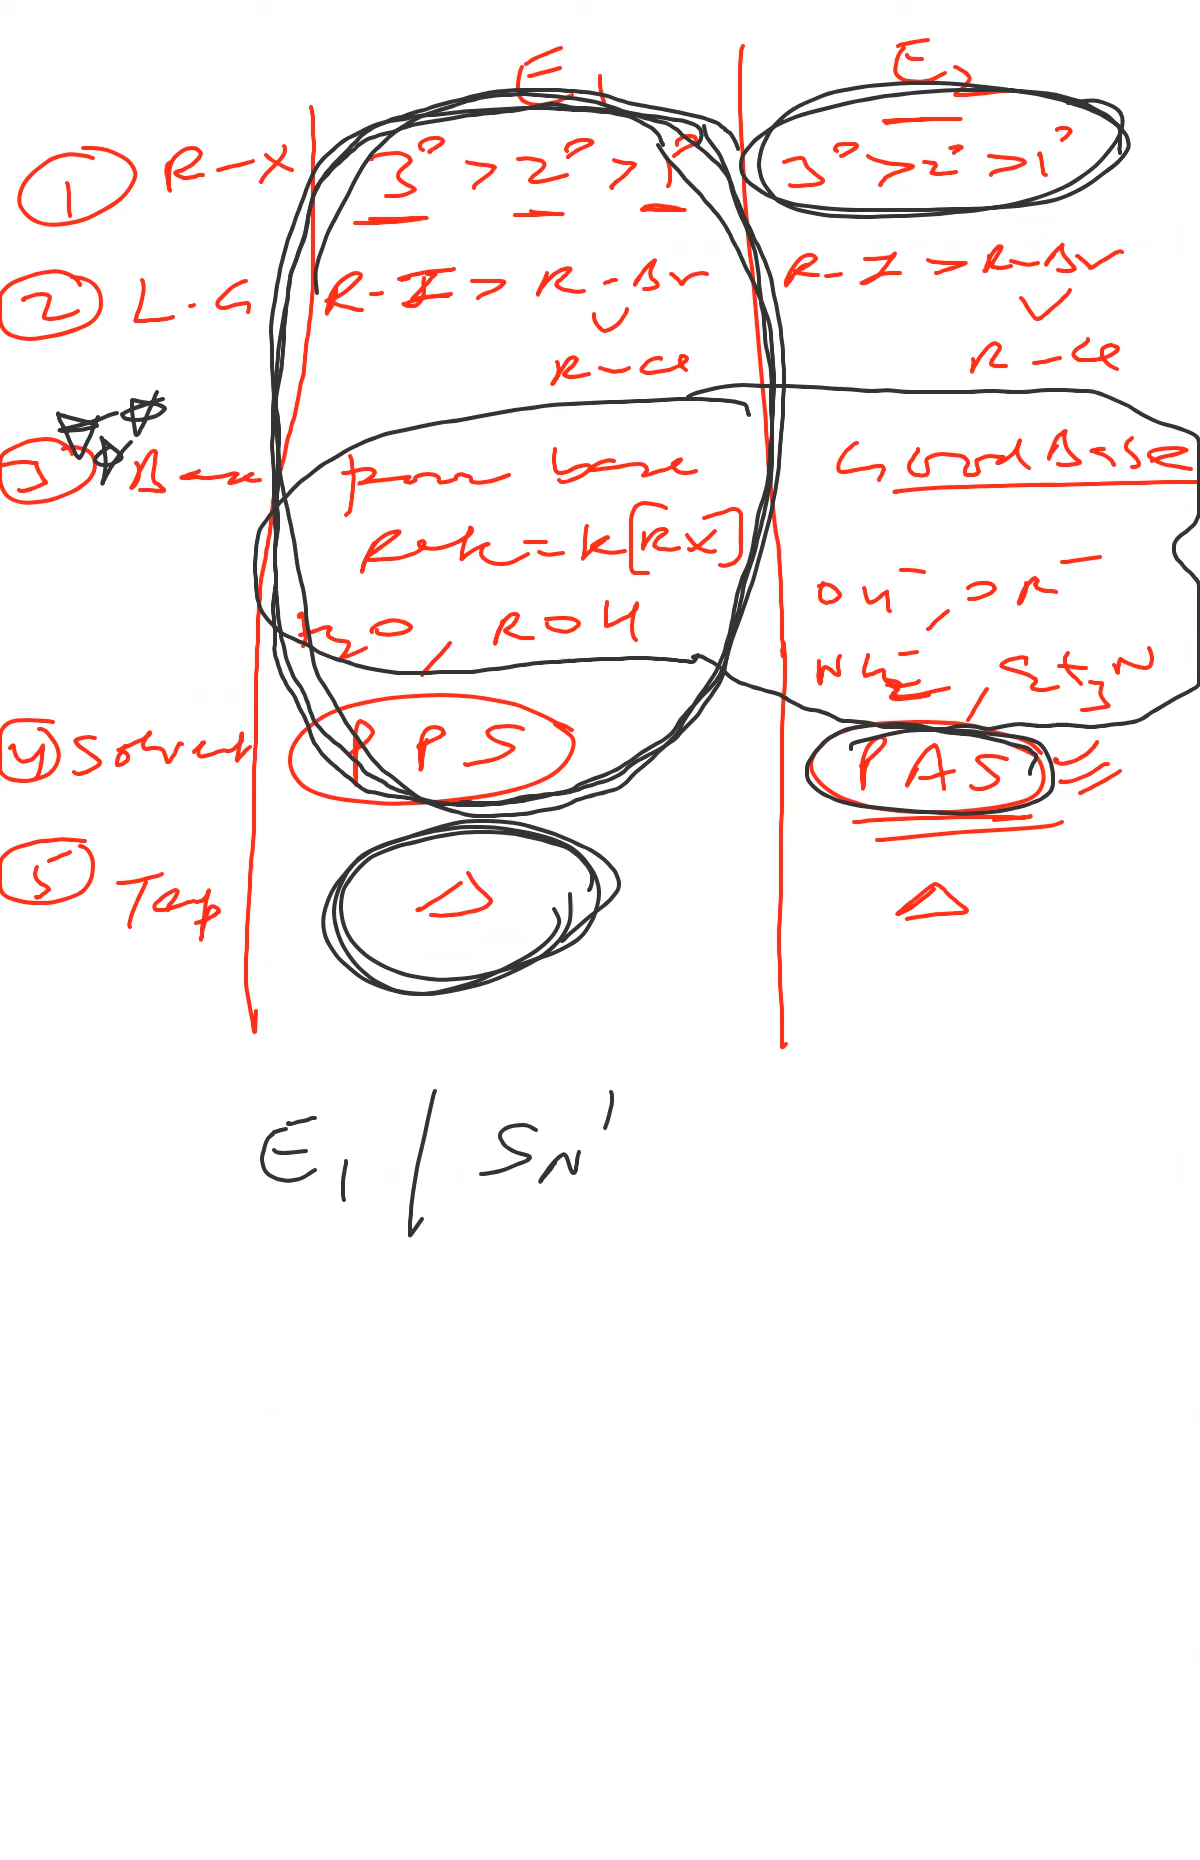 E1 E2
① R-X 3° > 2° > 1° 3° > 2° > 1°
② L.G R-I > R-Br R-I > R-Br
∨ ∨
R-Cl R-Cl
③ Base poor base Good Base
Rate = k[RX]
OH⁻, OR⁻
H2O, ROH
NH2⁻, Et3N
④ Solvent PPS PAS
⑤ Temp Δ Δ
E1 / SN1